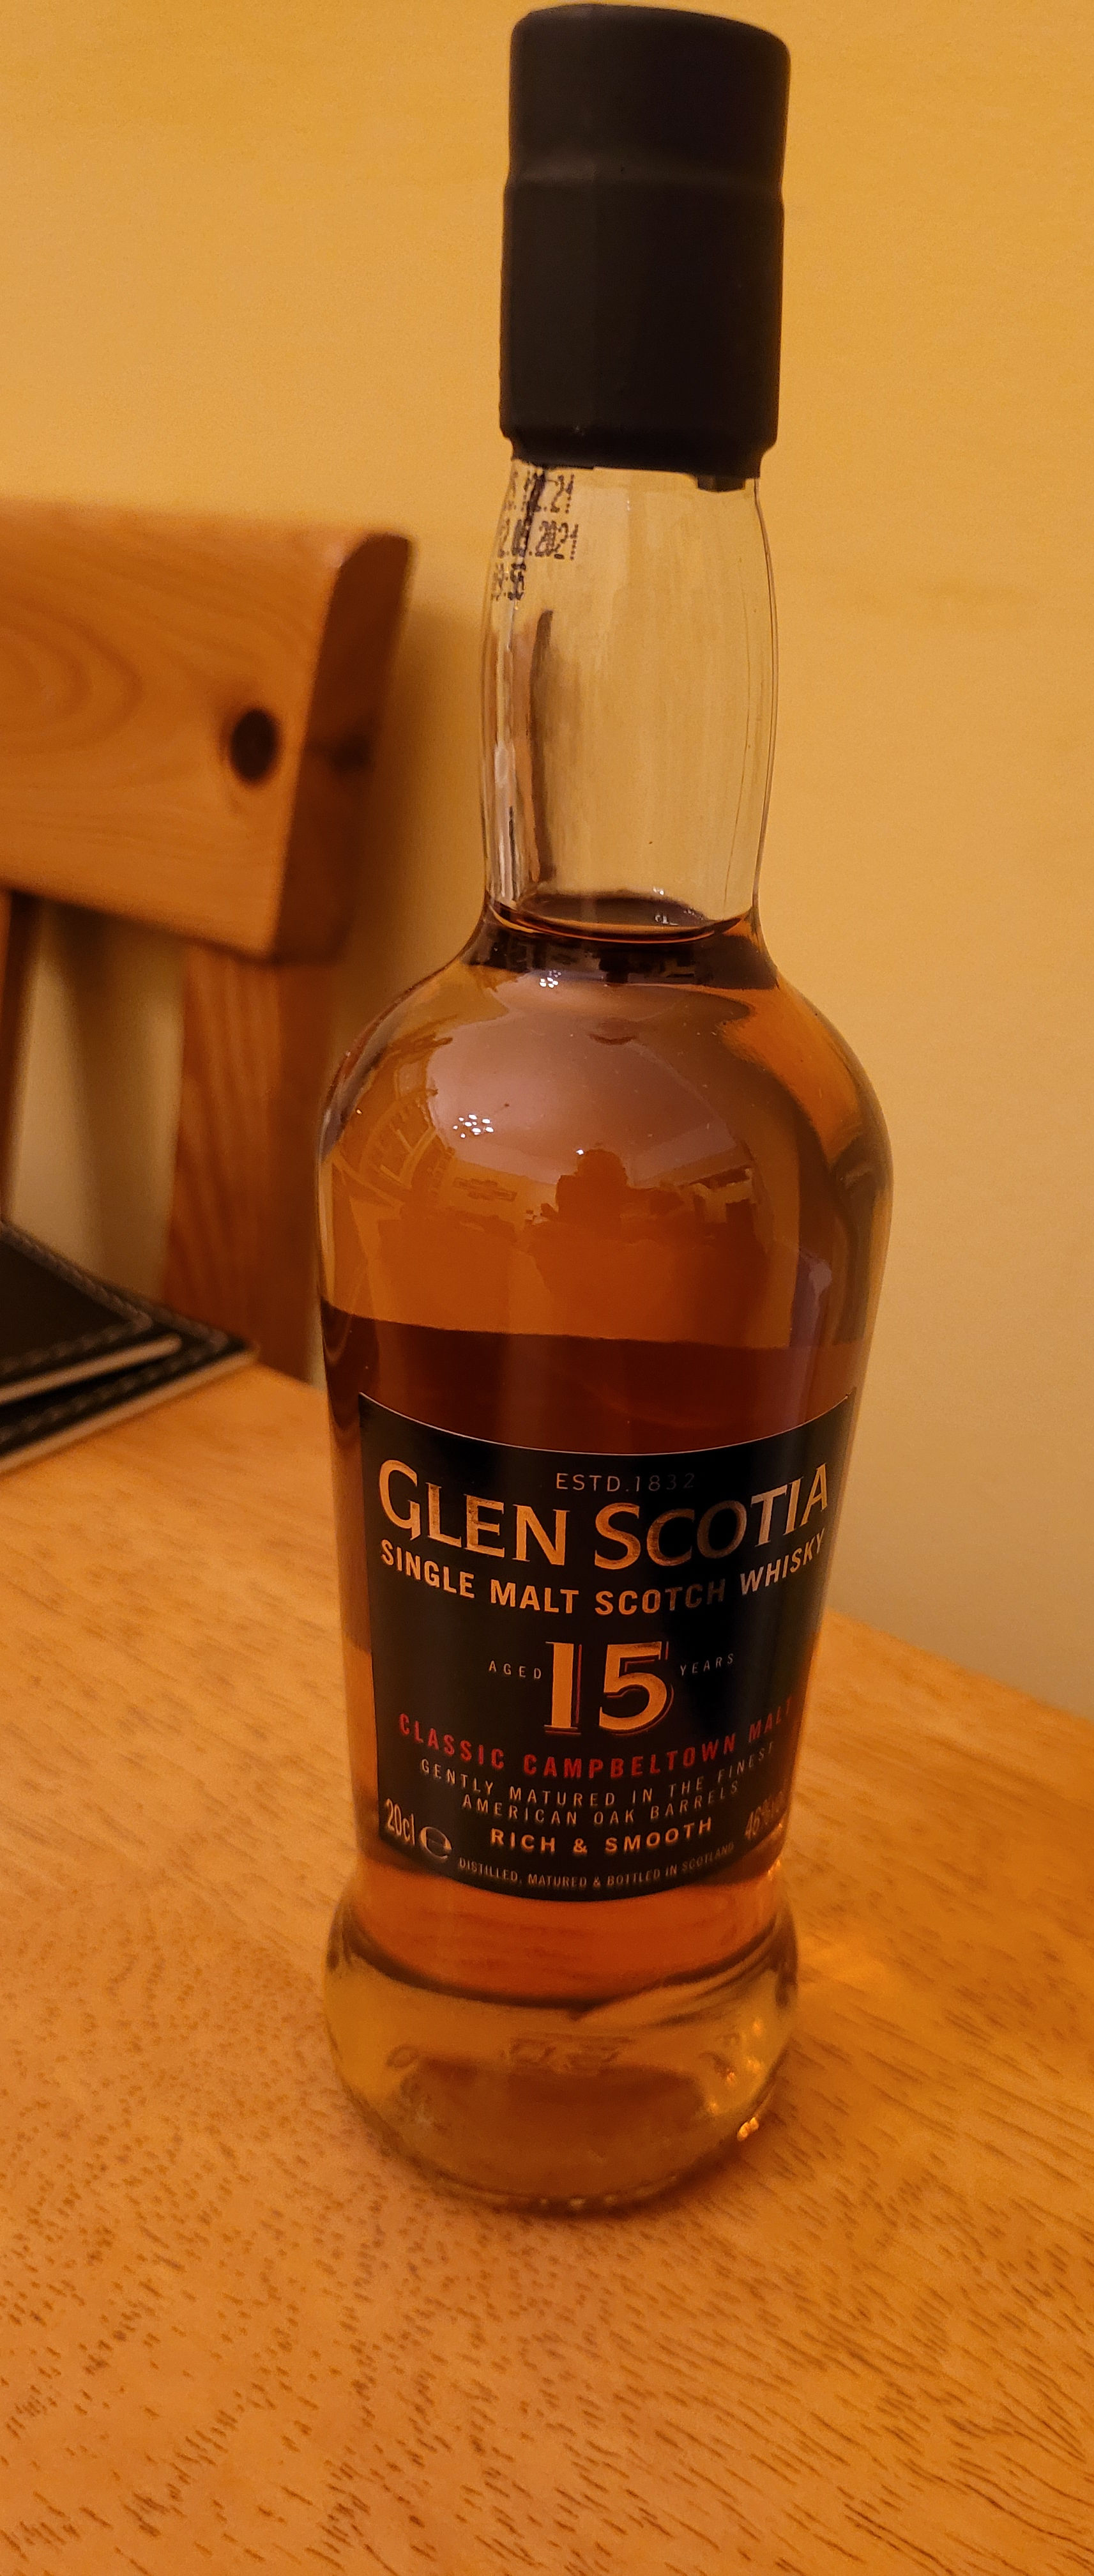 ESTD.1832
GLEN SCOTIA
SINGLE MALT SCOTCH WHISKY
AGED 15 YEARS
CLASSIC CAMPBELTOWN MALT
GENTLY MATURED IN THE FINEST
AMERICAN OAK BARRELS
20cl e RICH & SMOOTH 46%
DISTILLED, MATURED & BOTTLED IN SCOTLAND